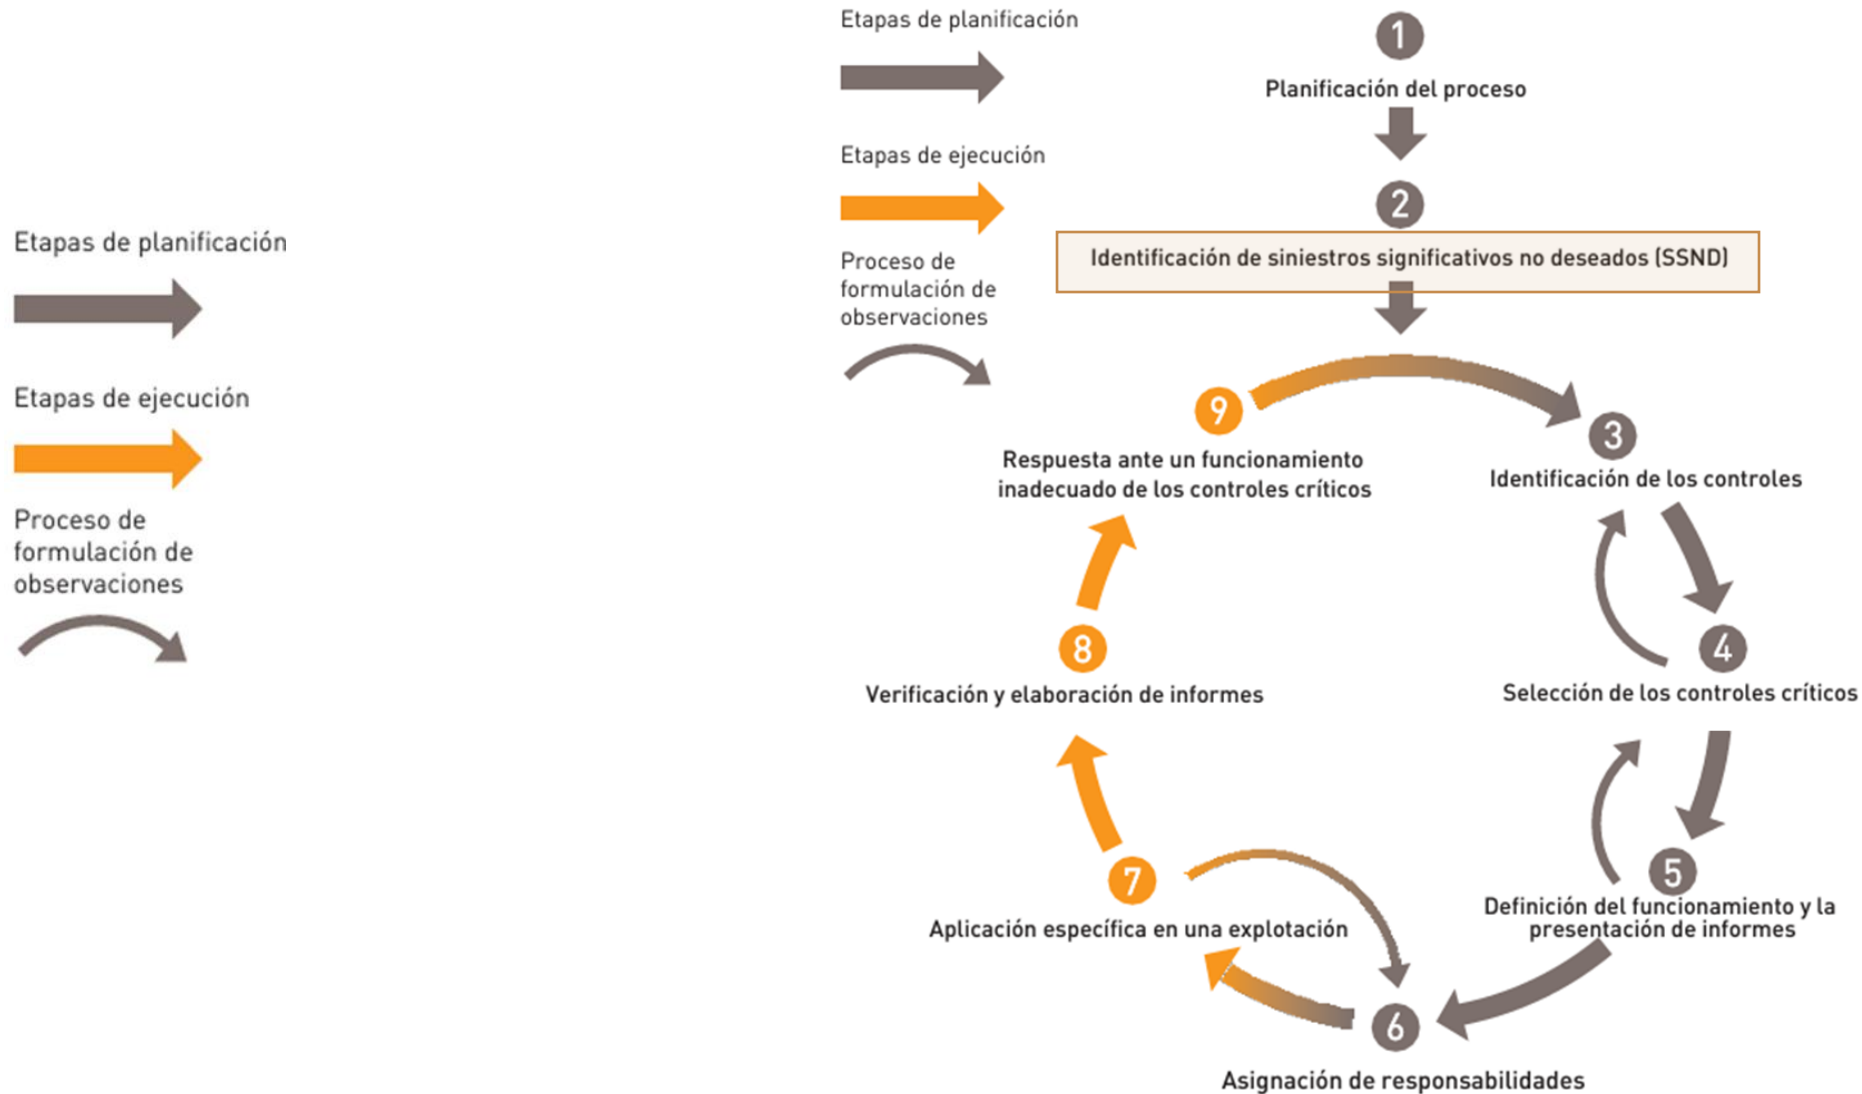 Etapas de planificación
Etapas de ejecución
Proceso de
formulación de
observaciones
Etapas de planificación
Etapas de ejecución
Proceso de
formulación de
observaciones
1
Planificación del proceso
2
Identificación de siniestros significativos no deseados (SSND)
3
Identificación de los controles
4
Selección de los controles críticos
5
Definición del funcionamiento y la
presentación de informes
6
Asignación de responsabilidades
7
Aplicación específica en una explotación
8
Verificación y elaboración de informes
9
Respuesta ante un funcionamiento
inadecuado de los controles críticos